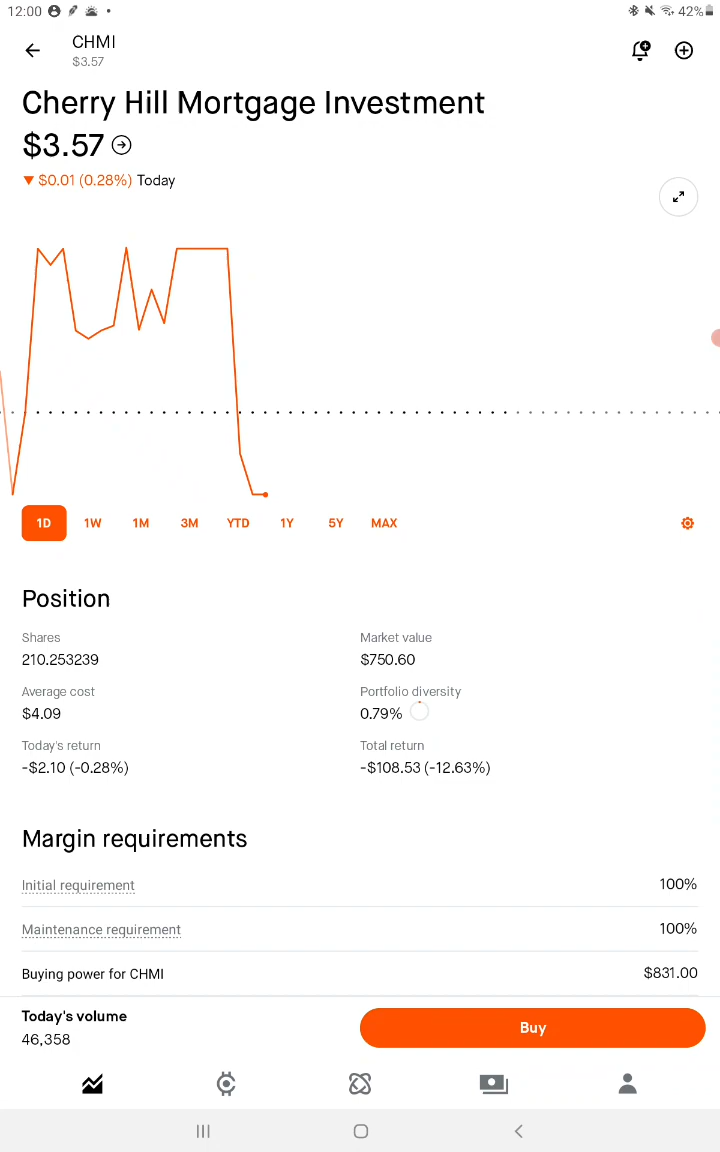 12:00 42%
CHMI
$3.57
Cherry Hill Mortgage Investment
$3.57
$0.01 (0.28%) Today
1D 1W 1M 3M YTD 1Y 5Y MAX
Position
Shares Market value
210.253239 $750.60
Average cost Portfolio diversity
$4.09 0.79%
Today's return Total return
-$2.10 (-0.28%) -$108.53 (-12.63%)
Margin requirements
Initial requirement 100%
Maintenance requirement 100%
Buying power for CHMI $831.00
Today's volume
46,358
Buy